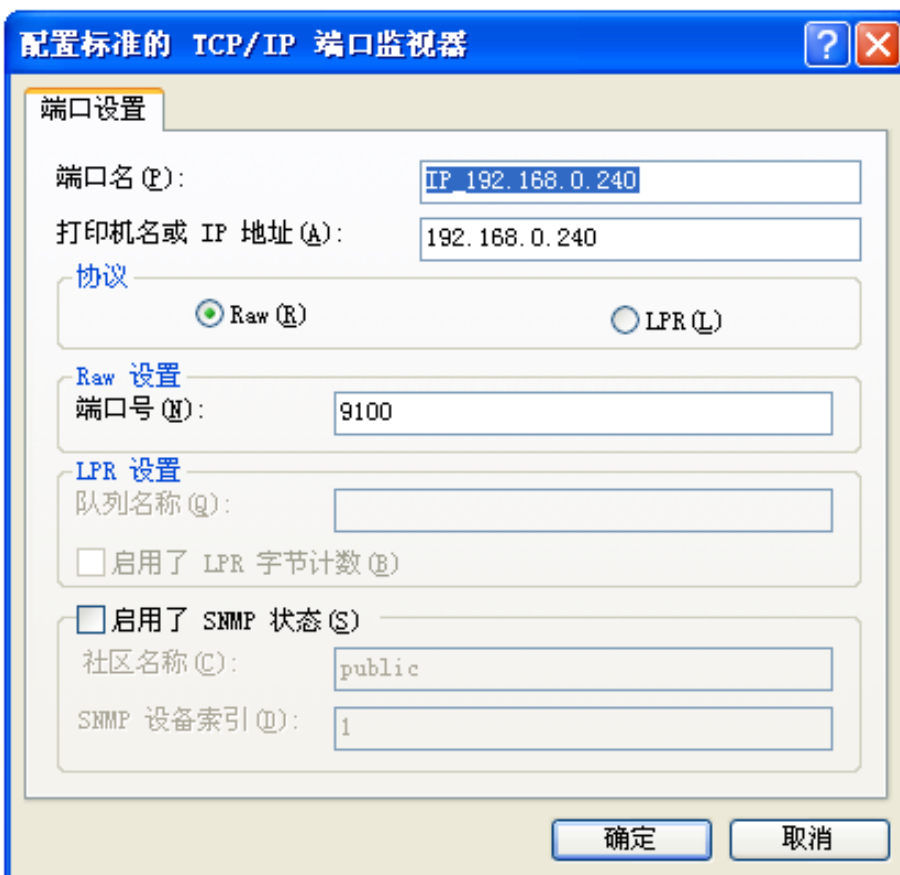 配置标准的 TCP/IP 端口监视器
端口设置
端口名(P): IP_192.168.0.240
打印机名或 IP 地址(A): 192.168.0.240
协议
Raw(R) LPR(L)
Raw 设置
端口号(N): 9100
LPR 设置
队列名称(Q):
启用了 LPR 字节计数(B)
启用了 SNMP 状态(S)
社区名称(C): public
SNMP 设备索引(D): 1
确定 取消